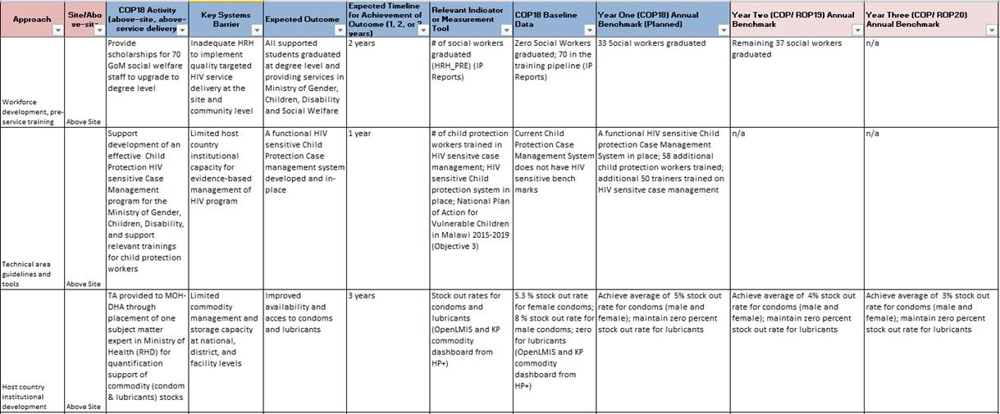 Approach
Site/Abo
ve-site
COP18 Activity
(above-site, above-
service delivery
Key Systems
Barrier
Expected Outcome
Expected Timeline
for Achievement of
Outcome (1, 2, or 3
years)
Relevant Indicator
or Measurement
Tool
COP18 Baseline
Data
Year One (COP18) Annual
Benchmark (Planned)
Year Two (COP/ ROP19) Annual
Benchmark
Year Three (COP/ ROP20)
Annual Benchmark
Workforce
development, pre-
service training
Above Site
Provide
scholarships for 70
GoM social welfare
staff to upgrade to
degree level
Inadequate HRH
to implement
quality targeted
HIV service
delivery at the
site and
community level
All supported
students graduated
at degree level and
providing services in
Ministry of Gender,
Children, Disability
and Social Welfare
2 years
# of social workers
graduated
(HRH_PRE) (IP
Reports)
Zero Social Workers
graduated; 70 in the
training pipeline (IP
Reports)
33 Social workers graduated
Remaining 37 social workers
graduated
n/a
Technical area
guidelines and
tools
Above Site
Support
development of an
effective  Child
Protection HIV
sensitive Case
Management
program for the
Ministry of Gender,
Children, Disability,
and support
relevant trainings
for child protection
workers
Limited host
country
institutional
capacity for
evidence-based
management of
HIV program
A functional HIV
sensitive Child
Protection Case
management system
developed and in-
place
1 year
# of child protection
workers trained in
HIV sensitve case
management; HIV
sensitive Child
protection system in
place; National Plan
of Action for
Vulnerable Children
in Malawi 2015-2019
(Objective 3)
Current Child
Protection Case
Management System
does not have HIV
sensitive bench
marks
A functional HIV sensitive Child
protection Case Management
System in place; 58 additional
child protection workers trained;
additional 50 trainers trained on
HIV sensitve case management
n/a
n/a
Host country
institutional
development
Above Site
TA provided to MOH-
DHA through
placement of one
subject matter
expert in Ministry of
Health (RHD) for
quantification
support of
commodity (condom
& lubricants) stocks
Limited
commodity
management and
storage capacity
at national,
district, and
facility levels
Improved
availability and
acces to condoms
and lubricants
3 years
Stock out rates for
condoms and
lubricants
(OpenLMIS and KP
commodity
dashboard from
HP+)
5.3 % stock out rate
for female condoms;
8 % stock out rate for
male condoms; zero
for lubricants
(OpenLMIS and KP
commodity
dashboard from
HP+)
Achieve average of  5% stock out
rate for condoms (male and
female); maintain zero percent
stock out rate for lubricants
Achieve average of  4% stock out
rate for condoms (male and
female); maintain zero percent
stock out rate for lubricants
Achieve average of  3% stock out
rate for condoms (male and
female); maintain zero percent
stock out rate for lubricants